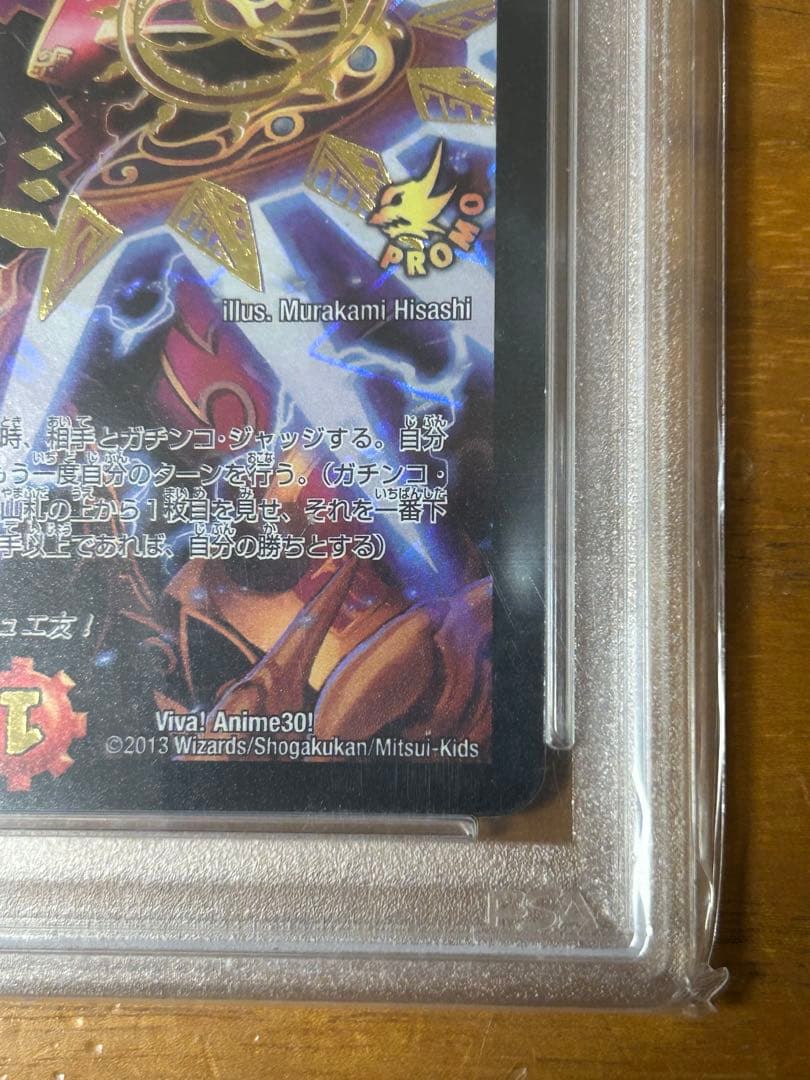 PROMO
illus. Murakami Hisashi
時、相手とガチンコ・ジャッジする。自分
う一度自分のターンを行う。（ガチンコ・
山札の上から１枚目を見せ、それを一番下
手以上であれば、自分の勝ちとする）
ュ工友！
1
Viva! Anime30!
©2013 Wizards/Shogakukan/Mitsui-Kids
PSA